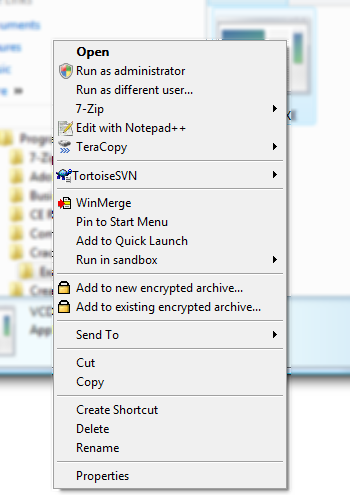 Open
Run as administrator
Run as different user...
7-Zip
Edit with Notepad++
TeraCopy
TortoiseSVN
WinMerge
Pin to Start Menu
Add to Quick Launch
Run in sandbox
Add to new encrypted archive...
Add to existing encrypted archive...
Send To
Cut
Copy
Create Shortcut
Delete
Rename
Properties